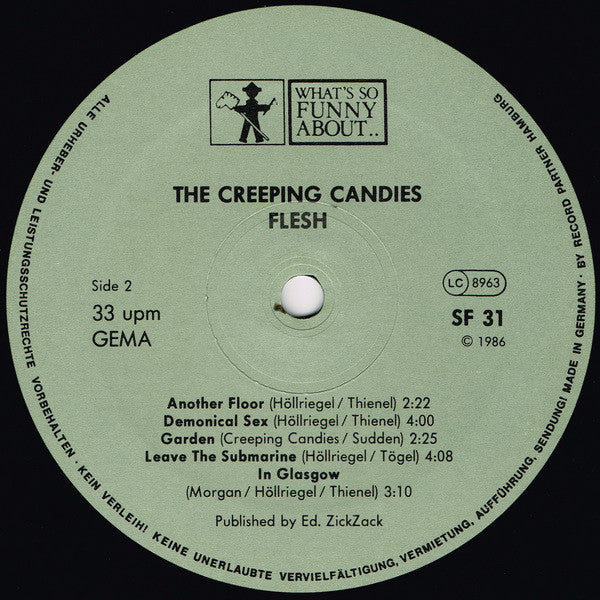 WHAT'S SO
FUNNY
ABOUT..
THE CREEPING CANDIES
FLESH
Side 2
33 upm
GEMA
LC 8963
SF 31
© 1986
Another Floor (Höllriegel / Thienel) 2:22
Demonical Sex (Höllriegel / Thienel) 4:00
Garden (Creeping Candies / Sudden) 2:25
Leave The Submarine (Höllriegel / Tögel) 4:08
In Glasgow
(Morgan / Höllriegel / Thienel) 3:10
Published by Ed. ZickZack
ALLE URHEBER- UND LEISTUNGSSCHUTZRECHTE VORBEHALTEN · KEIN VERLEIH! KEINE UNERLAUBTE VERVIELFÄLTIGUNG, VERMIETUNG, AUFFÜHRUNG, SENDUNG! MADE IN GERMANY · BY RECORD PARTNER HAMBURG